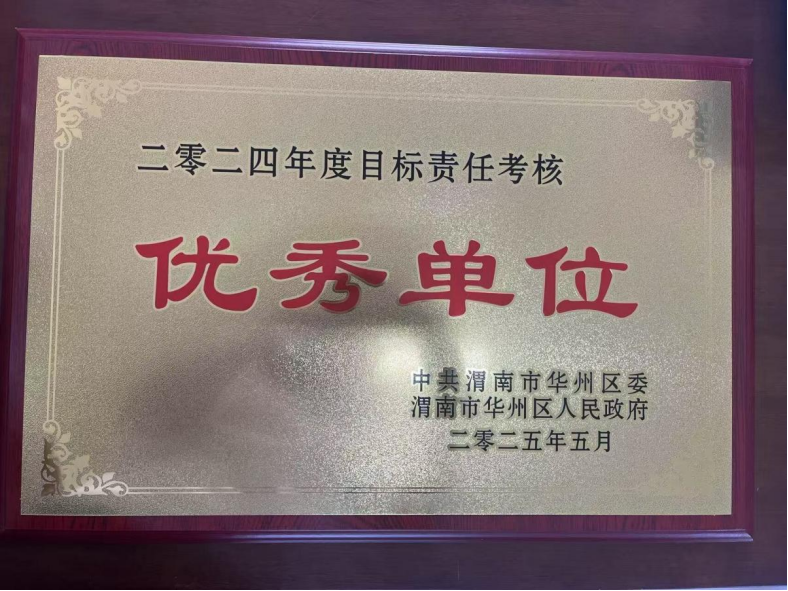 二零二四年度目标责任考核
优秀单位
中共渭南市华州区委
渭南市华州区人民政府
二零二五年五月